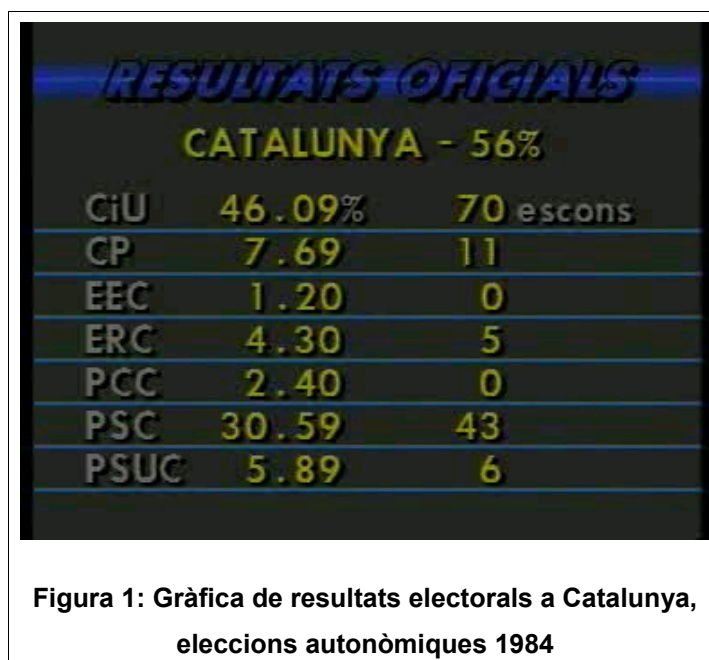 RESULTATS OFICIALS
CATALUNYA - 56%
CiU 46.09% 70 escons
CP 7.69 11
EEC 1.20 0
ERC 4.30 5
PCC 2.40 0
PSC 30.59 43
PSUC 5.89 6
Figura 1: Gràfica de resultats electorals a Catalunya,
eleccions autonòmiques 1984